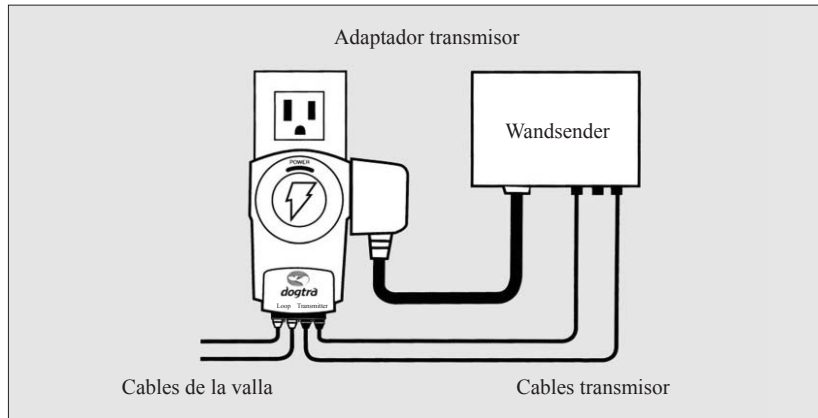 Adaptador transmisor
Wandsender
POWER
dogtra
Loop Transmitter
Cables de la valla
Cables transmisor